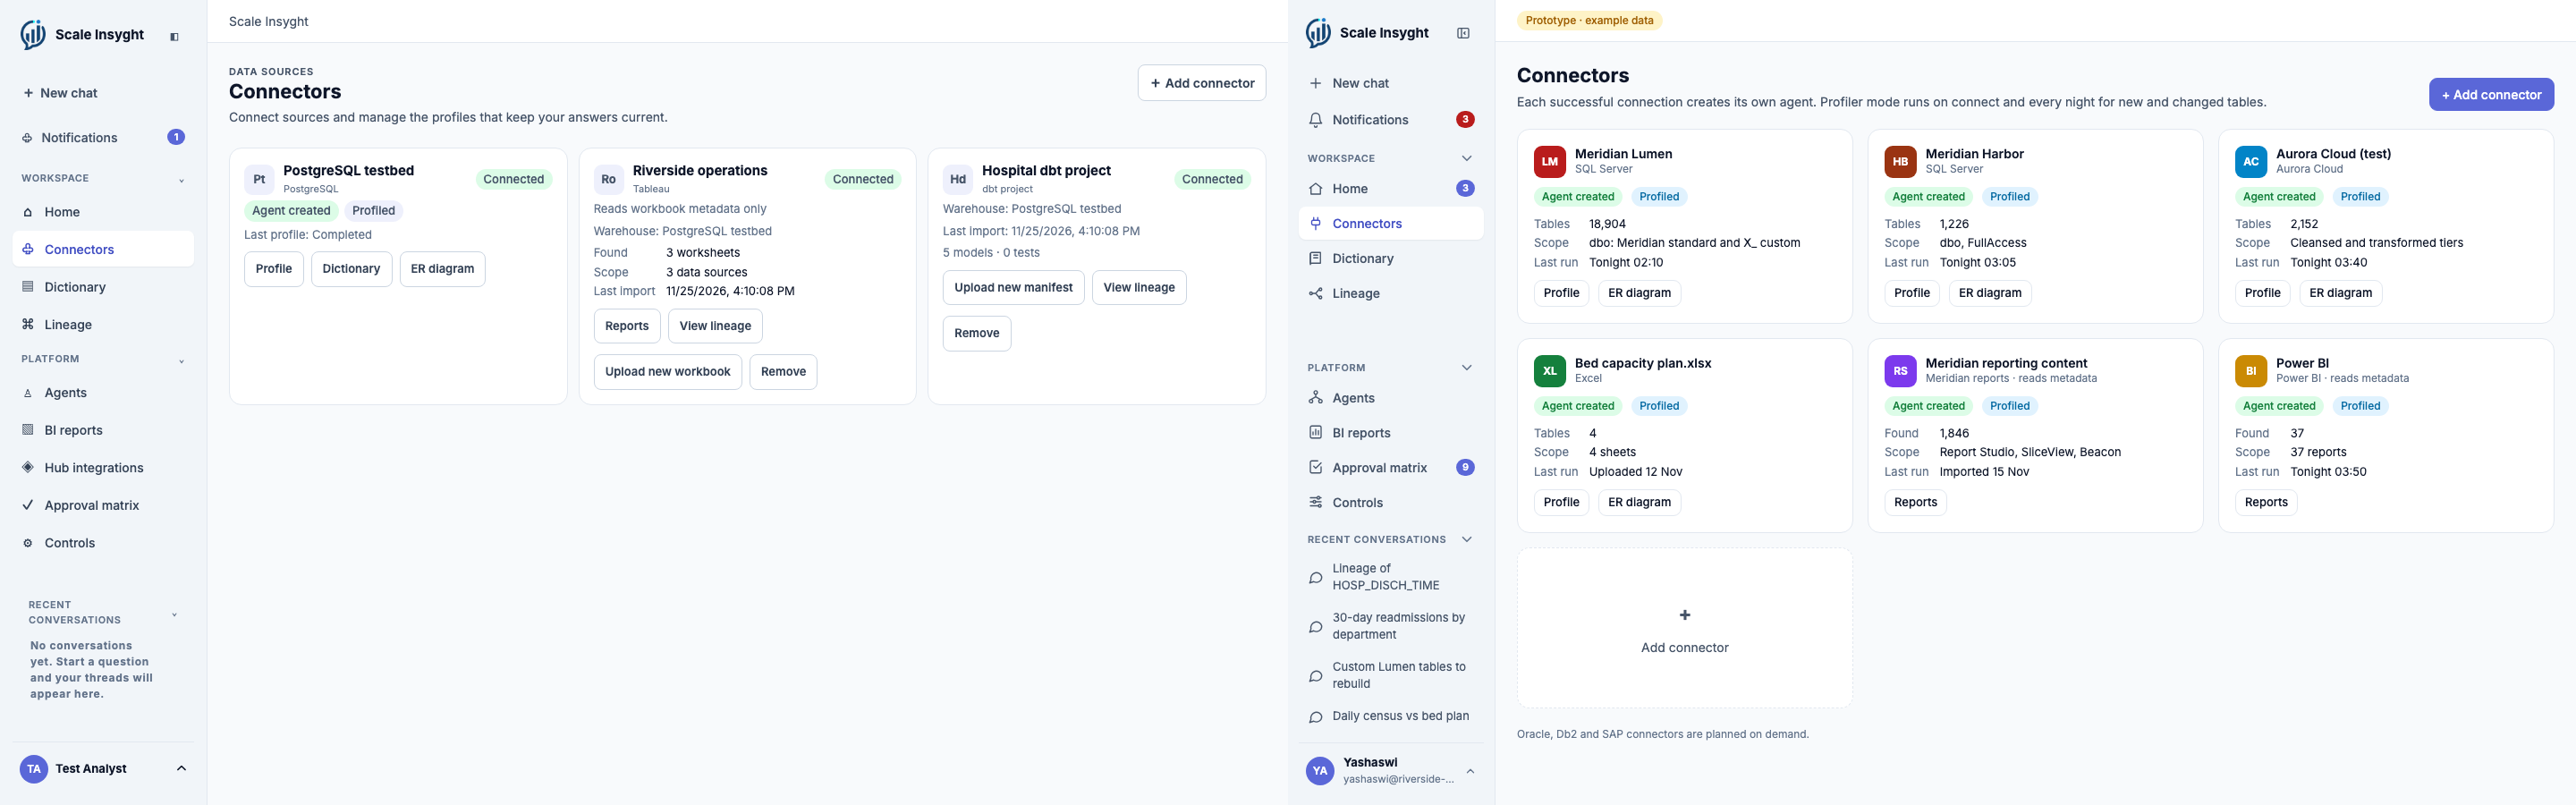 Scale Insyght
+ New chat
Notifications 1
WORKSPACE
Home
Connectors
Dictionary
Lineage
PLATFORM
Agents
BI reports
Hub integrations
Approval matrix
Controls
RECENT
CONVERSATIONS
No conversations
yet. Start a question
and your threads will
appear here.
TA Test Analyst
Scale Insyght
DATA SOURCES
Connectors
Connect sources and manage the profiles that keep your answers current.
+ Add connector
Pt PostgreSQL testbed
PostgreSQL
Connected
Agent created Profiled
Last profile: Completed
Profile Dictionary ER diagram
Ro Riverside operations
Tableau
Connected
Reads workbook metadata only
Warehouse: PostgreSQL testbed
Found 3 worksheets
Scope 3 data sources
Last import 11/25/2026, 4:10:08 PM
Reports View lineage
Upload new workbook Remove
Hd Hospital dbt project
dbt project
Connected
Warehouse: PostgreSQL testbed
Last import: 11/25/2026, 4:10:08 PM
5 models · 0 tests
Upload new manifest View lineage
Remove
Scale Insyght
+ New chat
Notifications 3
WORKSPACE
Home 3
Connectors
Dictionary
Lineage
PLATFORM
Agents
BI reports
Approval matrix 9
Controls
RECENT CONVERSATIONS
Lineage of
HOSP_DISCH_TIME
30-day readmissions by
department
Custom Lumen tables to
rebuild
Daily census vs bed plan
YA Yashaswi
yashaswi@riverside-...
Prototype · example data
Connectors
Each successful connection creates its own agent. Profiler mode runs on connect and every night for new and changed tables.
+ Add connector
LM Meridian Lumen
SQL Server
Agent created Profiled
Tables 18,904
Scope dbo: Meridian standard and X_ custom
Last run Tonight 02:10
Profile ER diagram
HB Meridian Harbor
SQL Server
Agent created Profiled
Tables 1,226
Scope dbo, FullAccess
Last run Tonight 03:05
Profile ER diagram
AC Aurora Cloud (test)
Aurora Cloud
Agent created Profiled
Tables 2,152
Scope Cleansed and transformed tiers
Last run Tonight 03:40
Profile ER diagram
XL Bed capacity plan.xlsx
Excel
Agent created Profiled
Tables 4
Scope 4 sheets
Last run Uploaded 12 Nov
Profile ER diagram
RS Meridian reporting content
Meridian reports · reads metadata
Agent created Profiled
Found 1,846
Scope Report Studio, SliceView, Beacon
Last run Imported 15 Nov
Reports
BI Power BI
Power BI · reads metadata
Agent created Profiled
Found 37
Scope 37 reports
Last run Tonight 03:50
Reports
+
Add connector
Oracle, Db2 and SAP connectors are planned on demand.